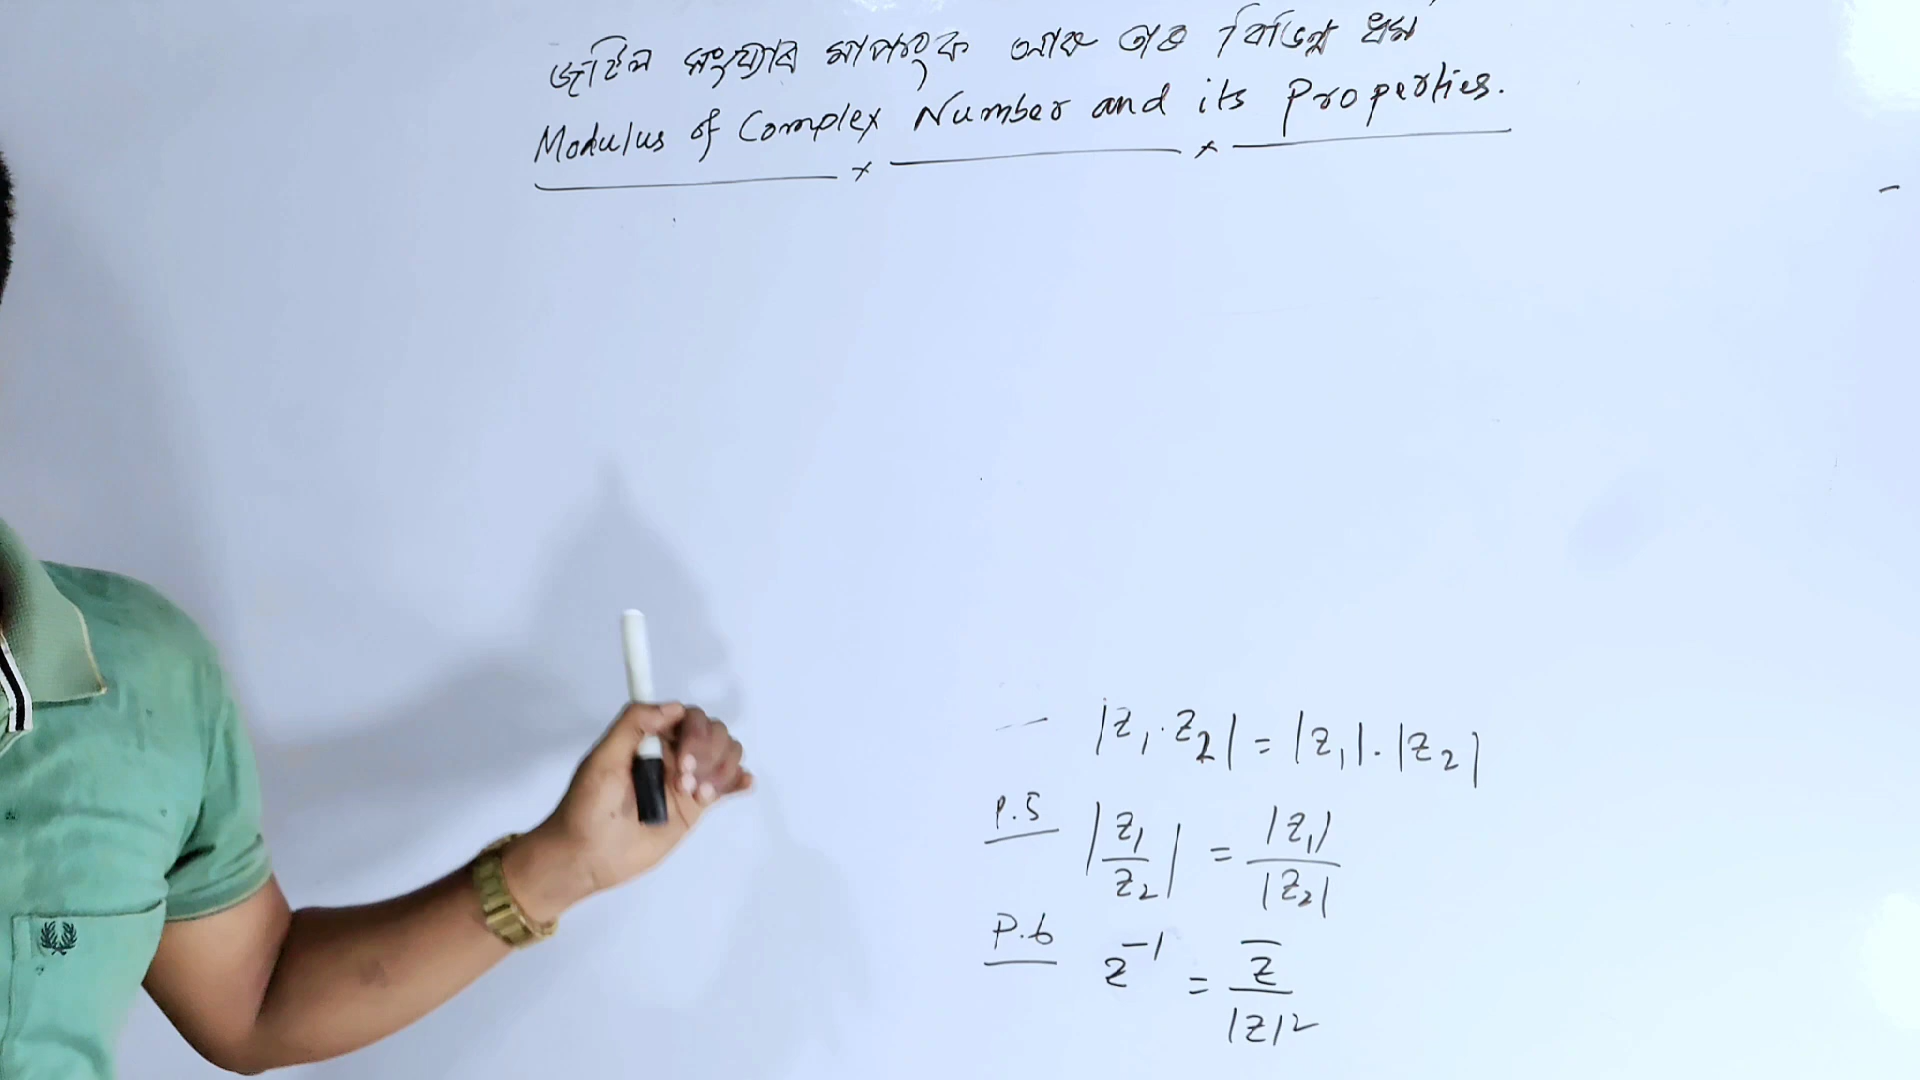 জটিল সংখ্যাৰ মাপাংক আৰু তাৰ বিভিন্ন ধৰ্ম
Modulus of Complex Number and its Properties.
|z₁·z₂| = |z₁|·|z₂|
P.5 |z₁/z₂| = |z₁|/|z₂|
P.6 z⁻¹ = z̅/|z|²